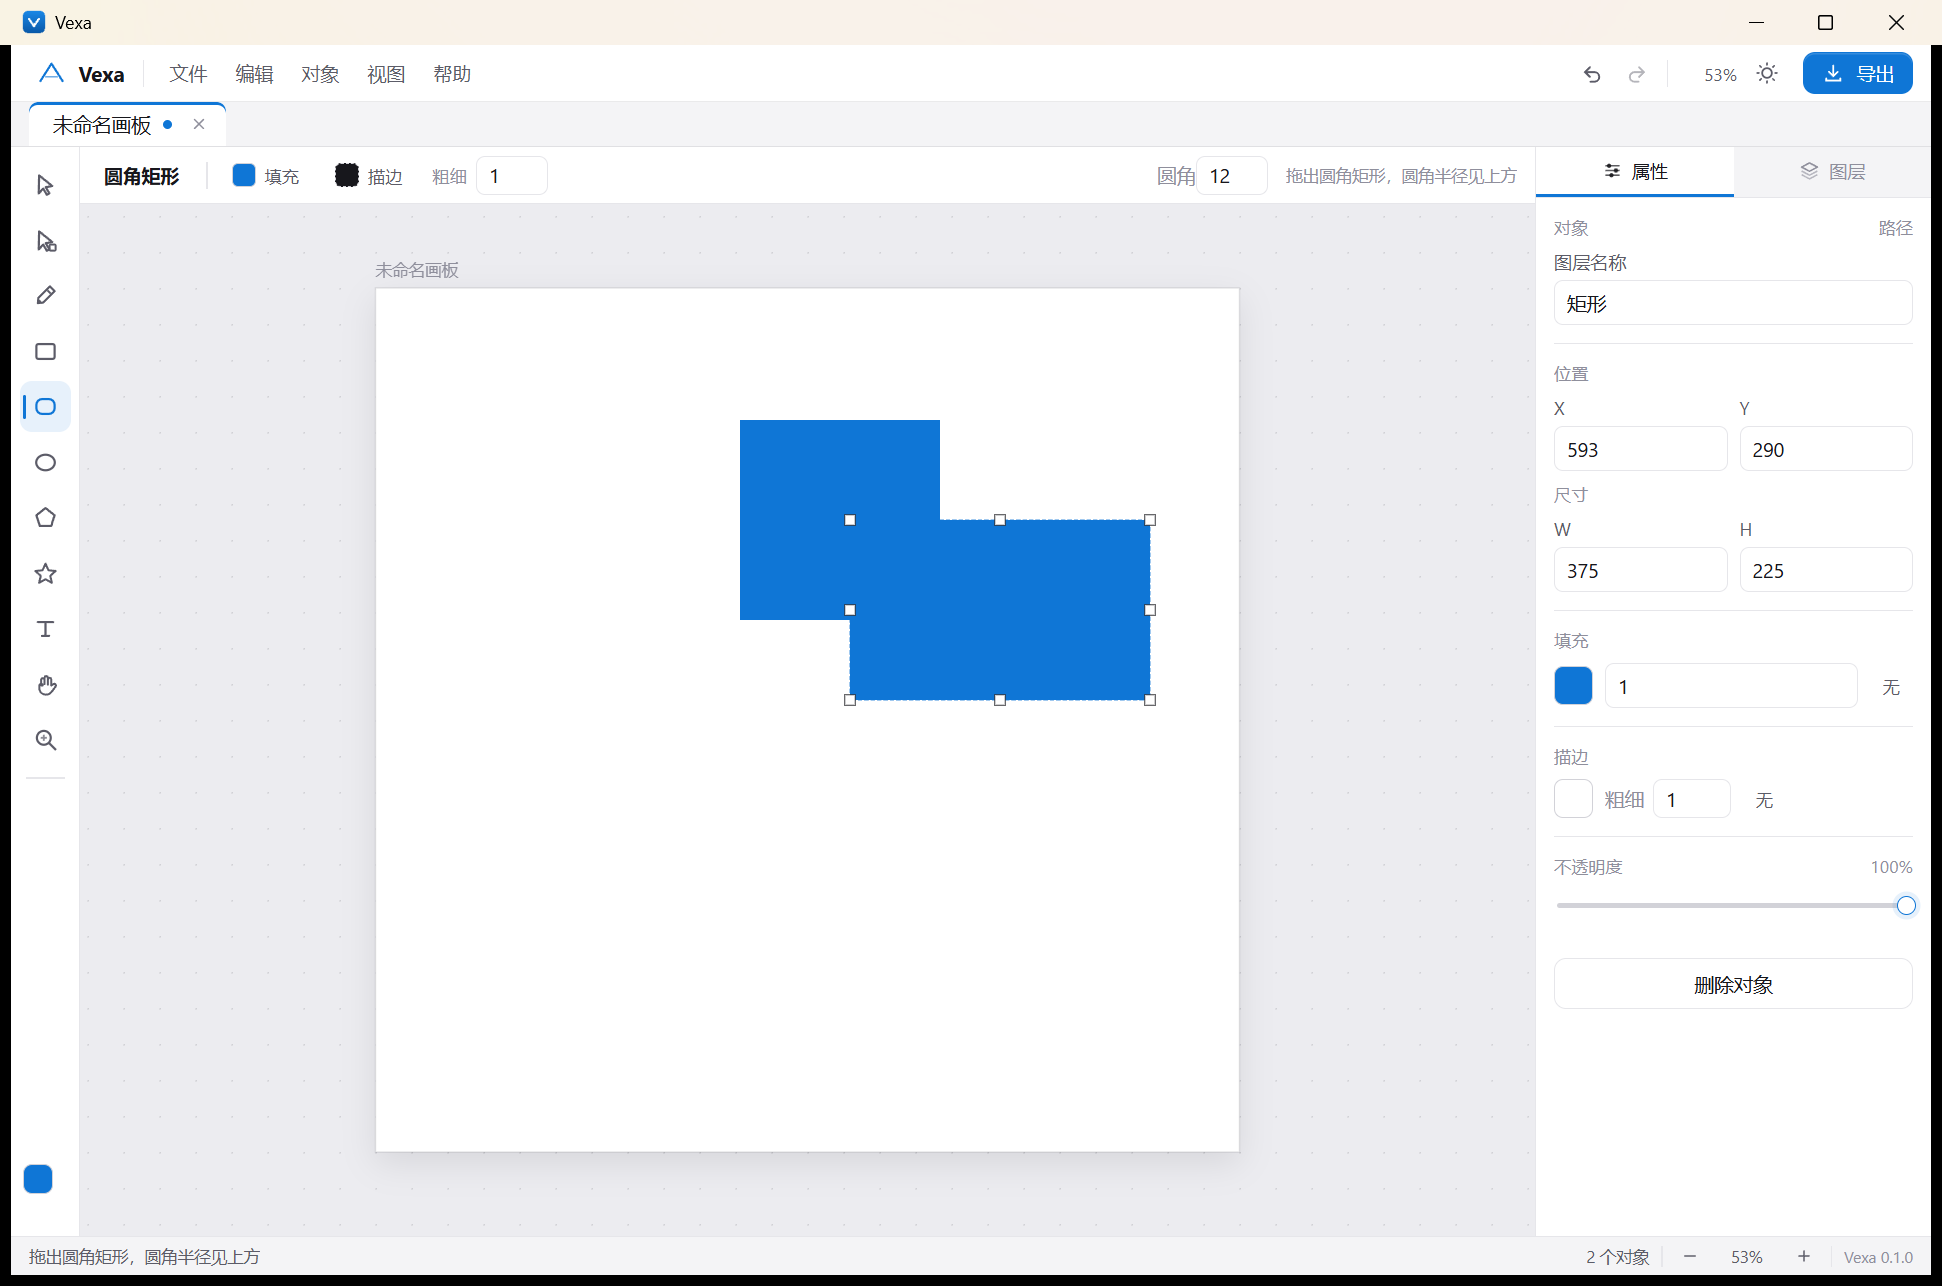 Vexa
Vexa 文件 编辑 对象 视图 帮助 53% 导出
未命名画板
圆角矩形 填充 描边 粗细 1 圆角 12 拖出圆角矩形，圆角半径见上方
属性 图层
未命名画板
对象 路径
图层名称
矩形
位置
X Y
593 290
尺寸
W H
375 225
填充
1 无
描边
粗细 1 无
不透明度 100%
删除对象
拖出圆角矩形，圆角半径见上方 2 个对象 53% Vexa 0.1.0